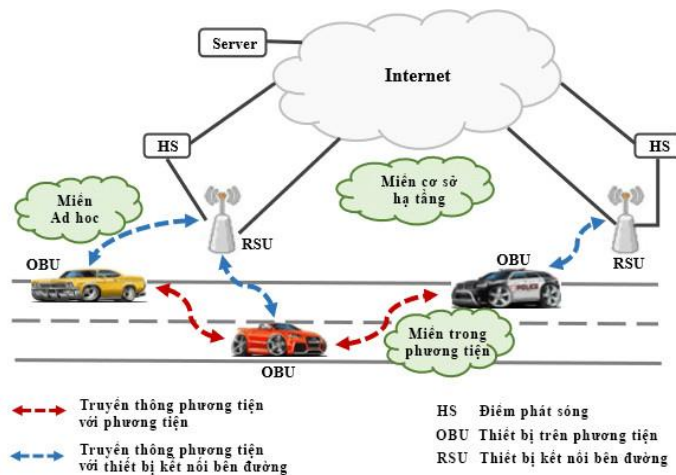 Server
Internet
HS
HS
Miền
Ad hoc
Miền cơ sở
hạ tầng
RSU
RSU
OBU
OBU
POLICE
OBU
Miền trong
phương tiện
Truyền thông phương tiện
với phương tiện
Truyền thông phương tiện
với thiết bị kết nối bên đường
HS Điểm phát sóng
OBU Thiết bị trên phương tiện
RSU Thiết bị kết nối bên đường